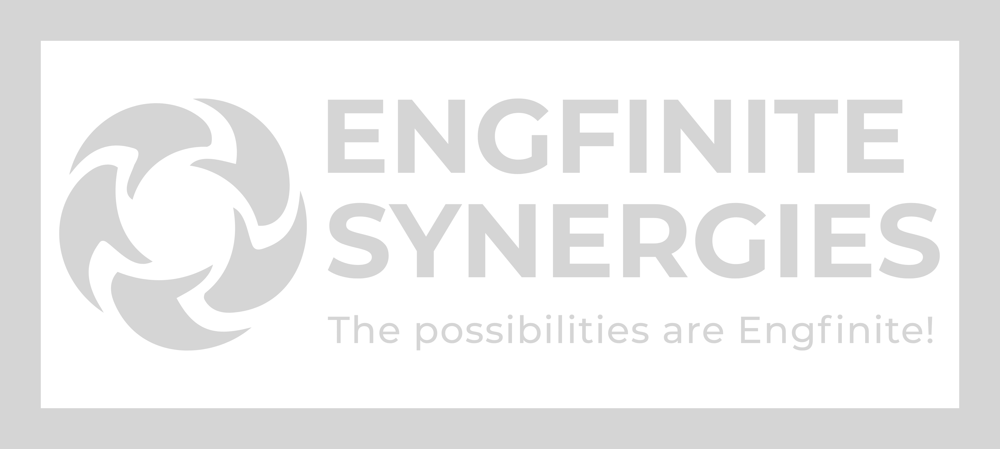 ENGFINITE
SYNERGIES
The possibilities are Engfinite!